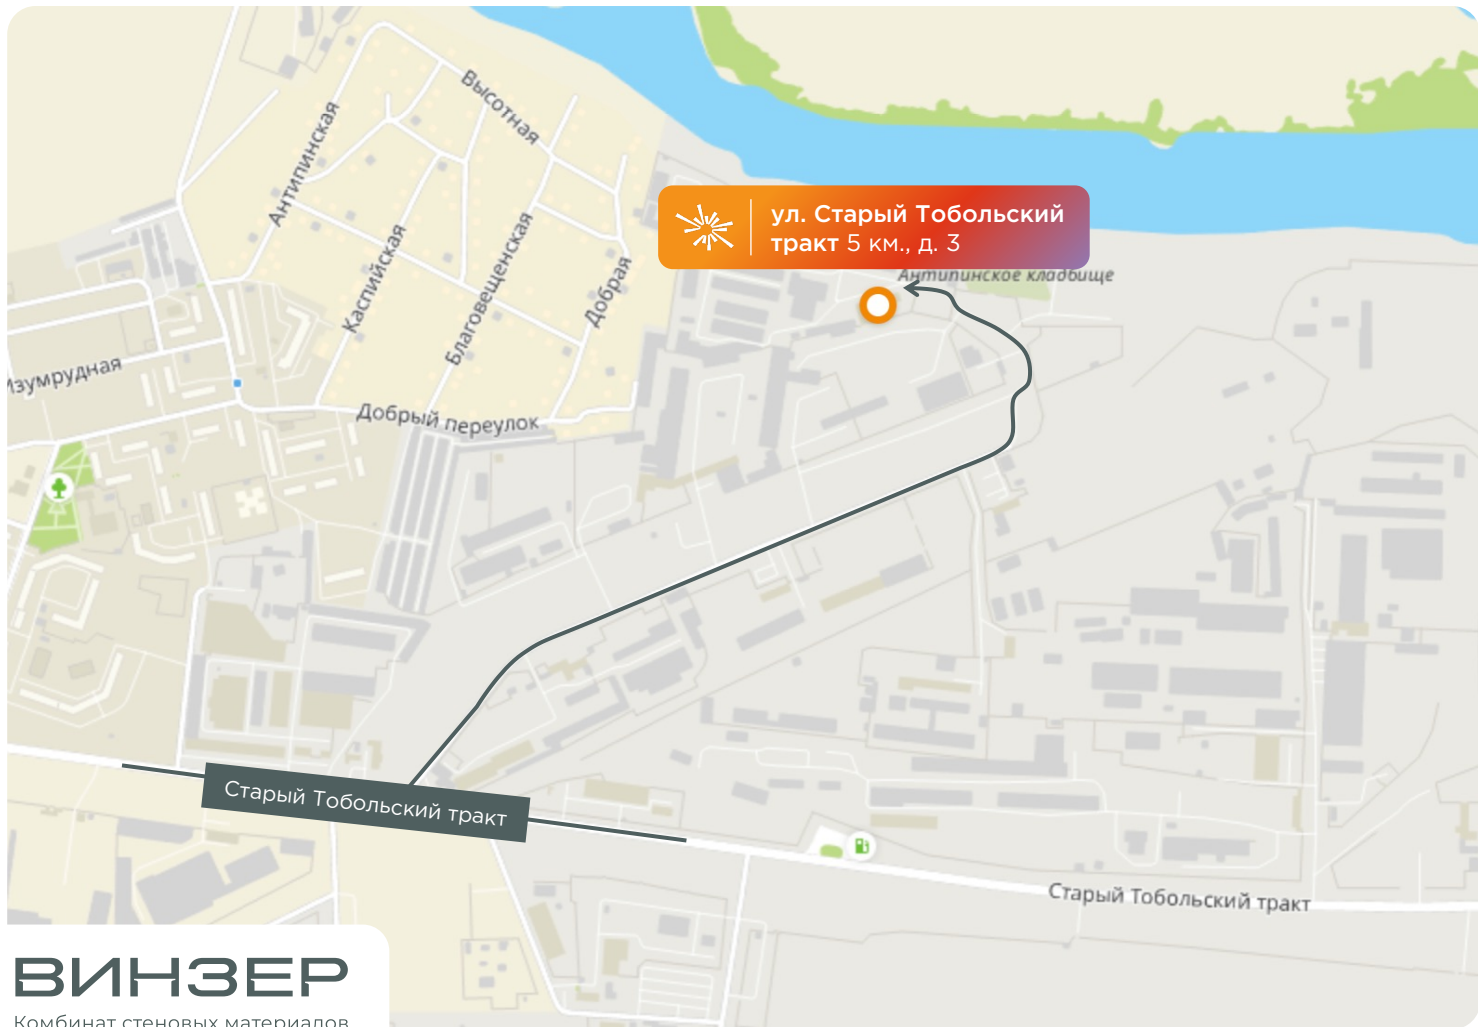 Высотная
Антипинская
Каспийская
Благовещенская
Добрая
ул. Старый Тобольский
тракт 5 км., д. 3
Антипинское кладбище
Изумрудная
Добрый переулок
Старый Тобольский тракт
Старый Тобольский тракт
ВИНЗЕР
Комбинат стеновых материалов